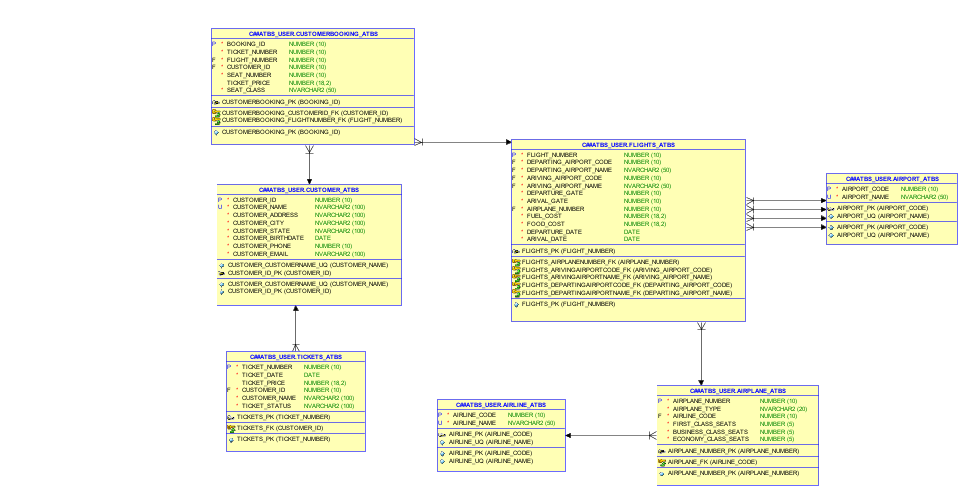 C##ATBS_USER.CUSTOMERBOOKING_ATBS
P * BOOKING_ID NUMBER (10)
* TICKET_NUMBER NUMBER (10)
F * FLIGHT_NUMBER NUMBER (10)
F * CUSTOMER_ID NUMBER (10)
* SEAT_NUMBER NUMBER (10)
TICKET_PRICE NUMBER (18,2)
* SEAT_CLASS NVARCHAR2 (50)
CUSTOMERBOOKING_PK (BOOKING_ID)
CUSTOMERBOOKING_CUSTOMERID_FK (CUSTOMER_ID)
CUSTOMERBOOKING_FLIGHTNUMBER_FK (FLIGHT_NUMBER)
CUSTOMERBOOKING_PK (BOOKING_ID)
C##ATBS_USER.FLIGHTS_ATBS
P * FLIGHT_NUMBER NUMBER (10)
F * DEPARTING_AIRPORT_CODE NUMBER (10)
F * DEPARTING_AIRPORT_NAME NVARCHAR2 (50)
F * ARIVING_AIRPORT_CODE NUMBER (10)
F * ARIVING_AIRPORT_NAME NVARCHAR2 (50)
* DEPARTURE_GATE NUMBER (10)
* ARIVAL_GATE NUMBER (10)
F * AIRPLANE_NUMBER NUMBER (10)
* FUEL_COST NUMBER (18,2)
* FOOD_COST NUMBER (18,2)
* DEPARTURE_DATE DATE
* ARIVAL_DATE DATE
FLIGHTS_PK (FLIGHT_NUMBER)
FLIGHTS_AIRPLANENUMBER_FK (AIRPLANE_NUMBER)
FLIGHTS_ARIVINGAIRPORTCODE_FK (ARIVING_AIRPORT_CODE)
FLIGHTS_ARIVINGAIRPORTNAME_FK (ARIVING_AIRPORT_NAME)
FLIGHTS_DEPARTINGAIRPORTCODE_FK (DEPARTING_AIRPORT_CODE)
FLIGHTS_DEPARTINGAIRPORTNAME_FK (DEPARTING_AIRPORT_NAME)
FLIGHTS_PK (FLIGHT_NUMBER)
C##ATBS_USER.AIRPORT_ATBS
P * AIRPORT_CODE NUMBER (10)
U * AIRPORT_NAME NVARCHAR2 (50)
AIRPORT_PK (AIRPORT_CODE)
AIRPORT_UQ (AIRPORT_NAME)
AIRPORT_PK (AIRPORT_CODE)
AIRPORT_UQ (AIRPORT_NAME)
C##ATBS_USER.CUSTOMER_ATBS
P * CUSTOMER_ID NUMBER (10)
U * CUSTOMER_NAME NVARCHAR2 (100)
* CUSTOMER_ADDRESS NVARCHAR2 (100)
* CUSTOMER_CITY NVARCHAR2 (100)
* CUSTOMER_STATE NVARCHAR2 (100)
* CUSTOMER_BIRTHDATE DATE
* CUSTOMER_PHONE NUMBER (10)
* CUSTOMER_EMAIL NVARCHAR2 (100)
CUSTOMER_CUSTOMERNAME_UQ (CUSTOMER_NAME)
CUSTOMER_ID_PK (CUSTOMER_ID)
CUSTOMER_CUSTOMERNAME_UQ (CUSTOMER_NAME)
CUSTOMER_ID_PK (CUSTOMER_ID)
C##ATBS_USER.TICKETS_ATBS
P * TICKET_NUMBER NUMBER (10)
* TICKET_DATE DATE
TICKET_PRICE NUMBER (18,2)
F * CUSTOMER_ID NUMBER (10)
* CUSTOMER_NAME NVARCHAR2 (100)
* TICKET_STATUS NVARCHAR2 (100)
TICKETS_PK (TICKET_NUMBER)
TICKETS_FK (CUSTOMER_ID)
TICKETS_PK (TICKET_NUMBER)
C##ATBS_USER.AIRLINE_ATBS
P * AIRLINE_CODE NUMBER (10)
U * AIRLINE_NAME NVARCHAR2 (50)
AIRLINE_PK (AIRLINE_CODE)
AIRLINE_UQ (AIRLINE_NAME)
AIRLINE_PK (AIRLINE_CODE)
AIRLINE_UQ (AIRLINE_NAME)
C##ATBS_USER.AIRPLANE_ATBS
P * AIRPLANE_NUMBER NUMBER (10)
* AIRPLANE_TYPE NVARCHAR2 (20)
F * AIRLINE_CODE NUMBER (10)
* FIRST_CLASS_SEATS NUMBER (5)
* BUSINESS_CLASS_SEATS NUMBER (5)
* ECONOMY_CLASS_SEATS NUMBER (5)
AIRPLANE_NUMBER_PK (AIRPLANE_NUMBER)
AIRPLANE_FK (AIRLINE_CODE)
AIRPLANE_NUMBER_PK (AIRPLANE_NUMBER)